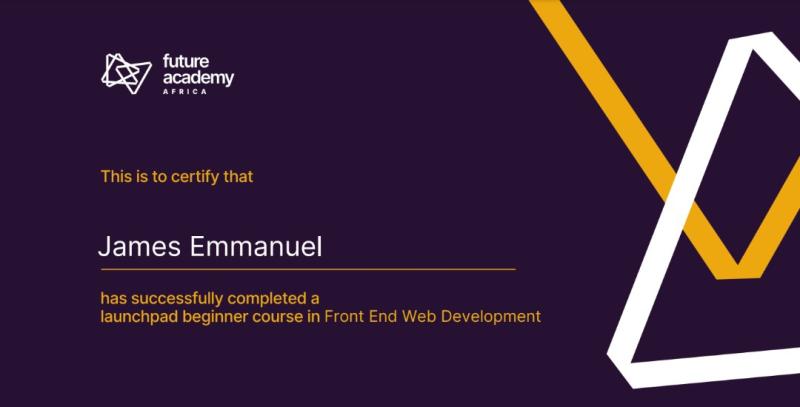 future
academy
AFRICA
This is to certify that
James Emmanuel
has successfully completed a
launchpad beginner course in Front End Web Development